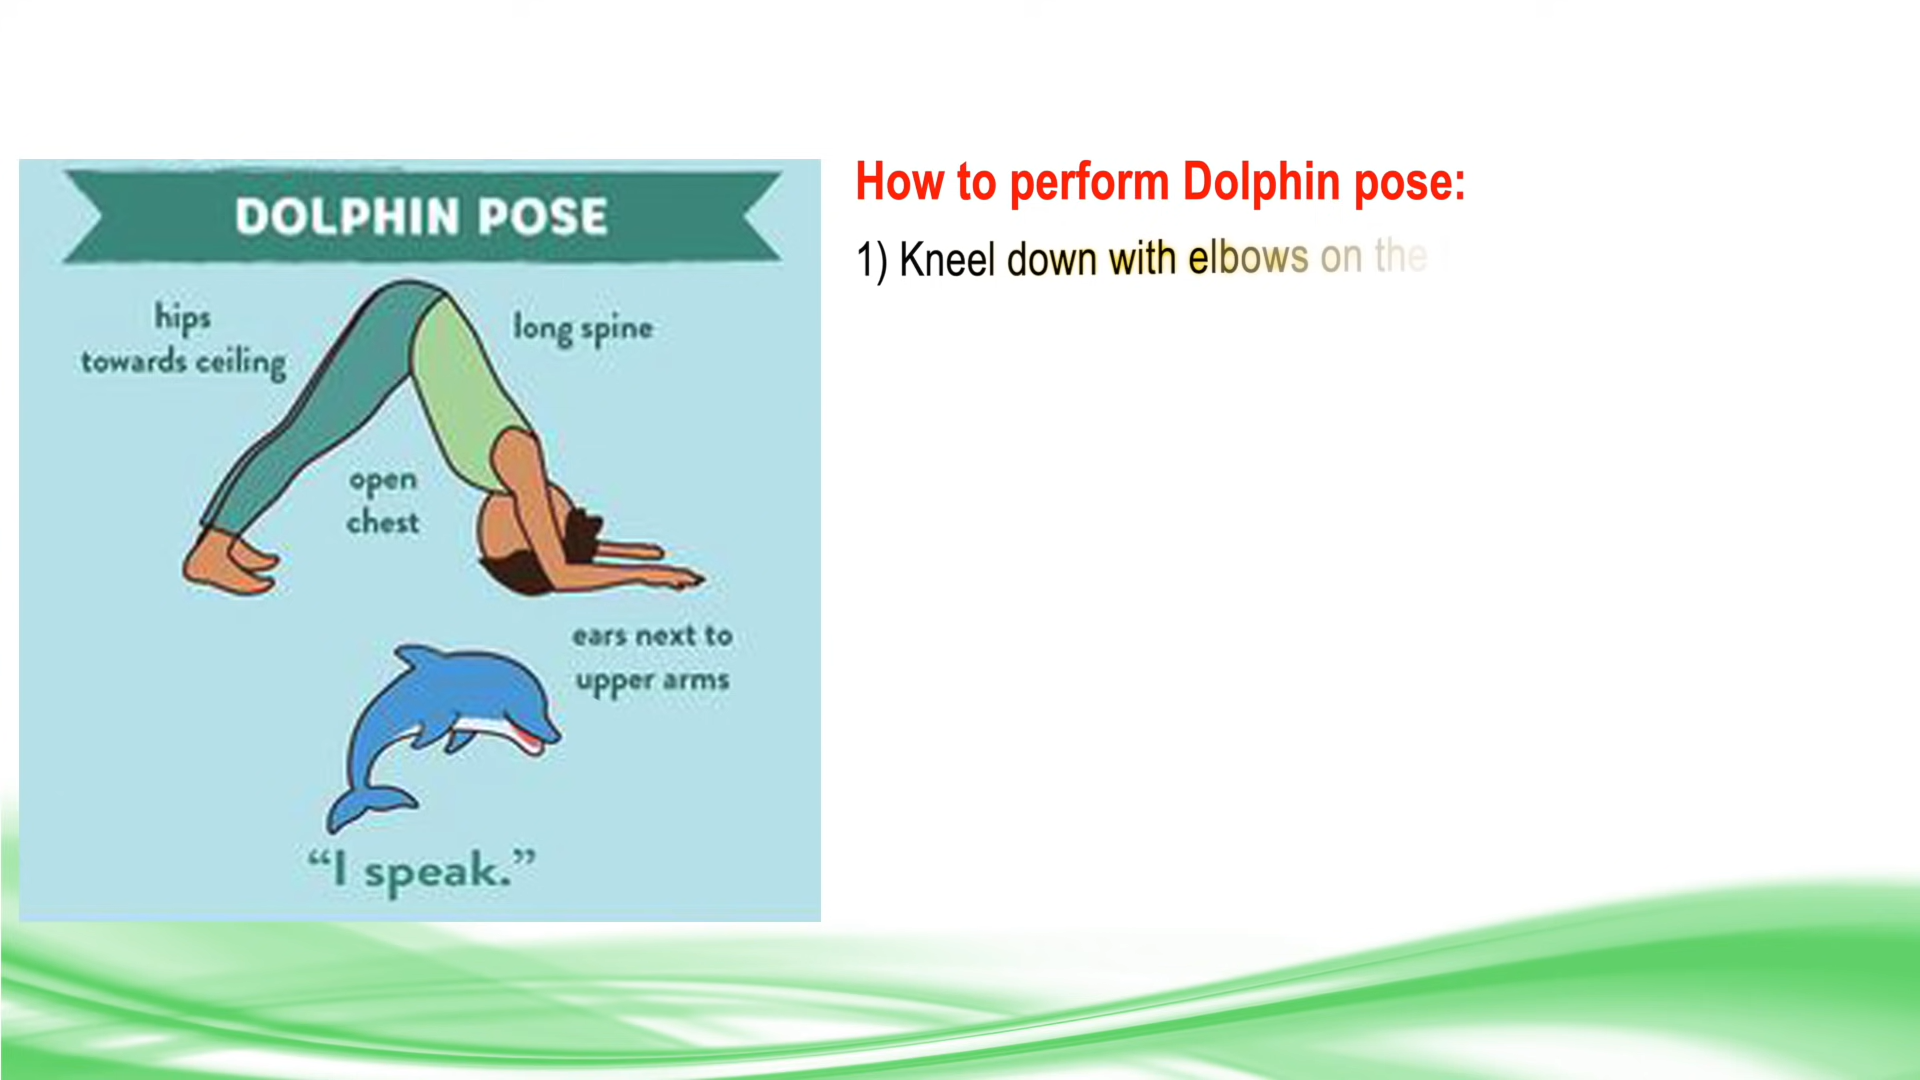 DOLPHIN POSE
hips
towards ceiling
long spine
open
chest
ears next to
upper arms
“I speak.”
How to perform Dolphin pose:
1) Kneel down with elbows on the